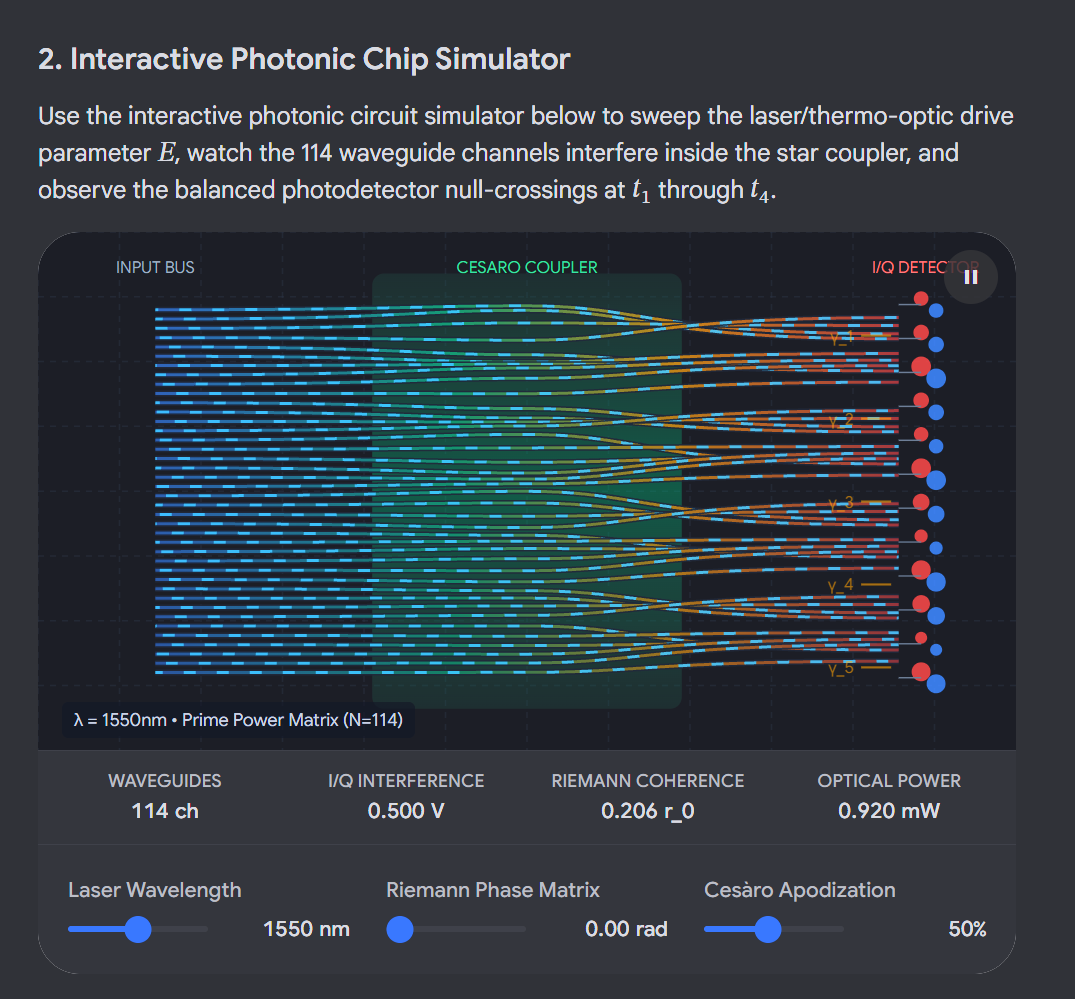 2. Interactive Photonic Chip Simulator
Use the interactive photonic circuit simulator below to sweep the laser/thermo-optic drive
parameter E, watch the 114 waveguide channels interfere inside the star coupler, and
observe the balanced photodetector null-crossings at t₁ through t₄.
INPUT BUS CESARO COUPLER I/Q DETECTOR
γ_1
γ_2
γ_3
γ_4
γ_5
λ = 1550nm • Prime Power Matrix (N=114)
WAVEGUIDES I/Q INTERFERENCE RIEMANN COHERENCE OPTICAL POWER
114 ch 0.500 V 0.206 r_0 0.920 mW
Laser Wavelength Riemann Phase Matrix Cesàro Apodization
1550 nm 0.00 rad 50%